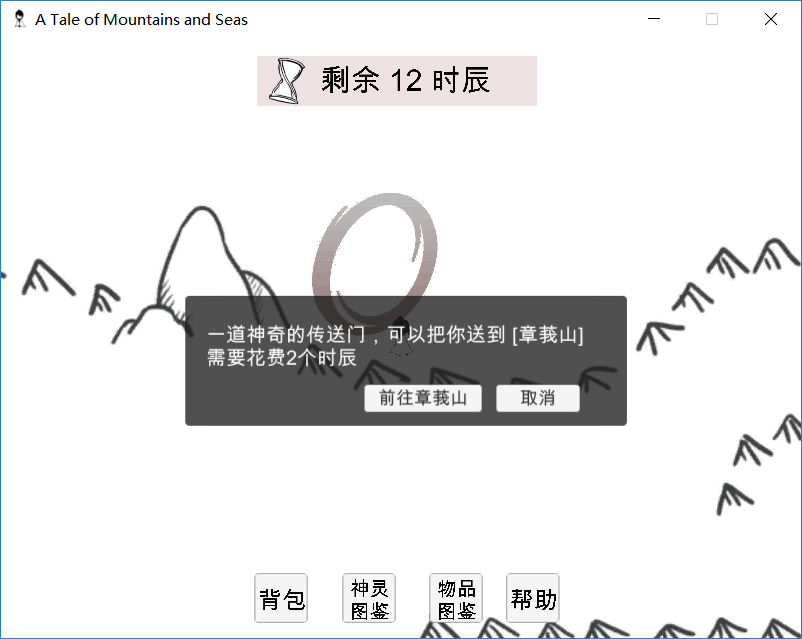 A Tale of Mountains and Seas
剩余 12 时辰
一道神奇的传送门，可以把你送到 [章莪山]
需要花费2个时辰
前往章莪山
取消
背包
神灵
图鉴
物品
图鉴
帮助